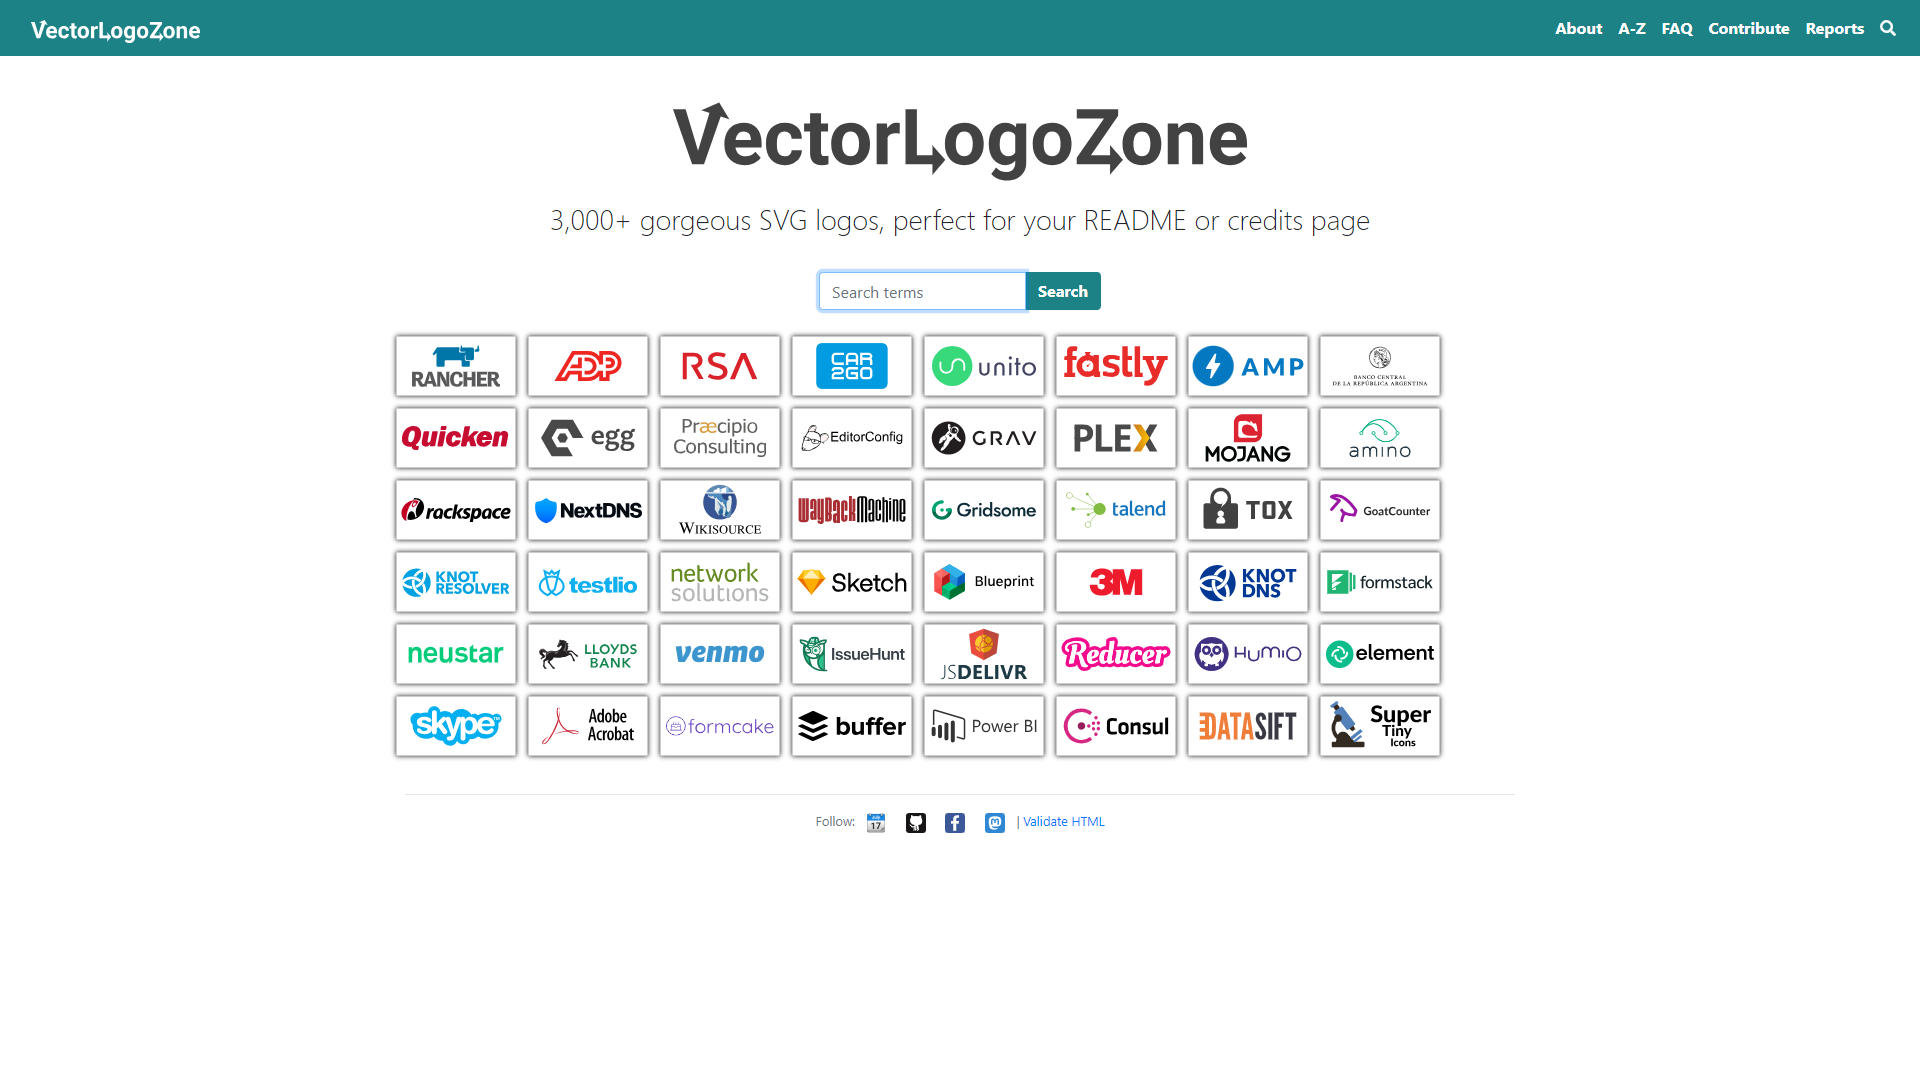 VectorLogoZone
About A-Z FAQ Contribute Reports
VectorLogoZone
3,000+ gorgeous SVG logos, perfect for your README or credits page
Search terms Search
RANCHER
ADP
RSA
CAR
2GO
unito
fastly
AMP
BANCO CENTRAL
DE LA REPÚBLICA ARGENTINA
Quicken
egg
Præcipio
Consulting
EditorConfig
GRAV
PLEX
MOJANG
amino
rackspace
NextDNS
WIKISOURCE
WayBackMachine
Gridsome
talend
TOX
GoatCounter
KNOT
RESOLVER
testlio
network
solutions
Sketch
Blueprint
3M
KNOT
DNS
formstack
neustar
LLOYDS
BANK
venmo
IssueHunt
JSDELIVR
Reducer
HUMIO
element
skype™
Adobe
Acrobat
formcake
buffer
Power BI
Consul
DATASIFT
Super
Tiny
Icons
Follow: July 17 | Validate HTML